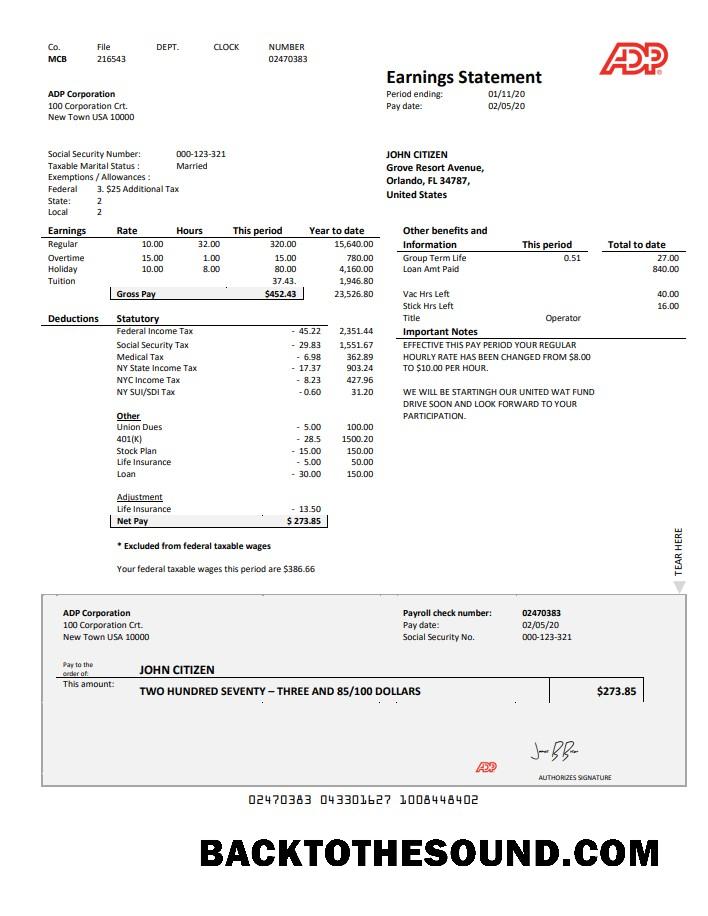 Co. File DEPT. CLOCK NUMBER
MCB 216543 02470383
ADP
Earnings Statement
Period ending: 01/11/20
Pay date: 02/05/20
ADP Corporation
100 Corporation Crt.
New Town USA 10000
Social Security Number: 000-123-321
Taxable Marital Status : Married
Exemptions / Allowances :
Federal 3. $25 Additional Tax
State: 2
Local 2
JOHN CITIZEN
Grove Resort Avenue,
Orlando, FL 34787,
United States
Earnings Rate Hours This period Year to date
Regular 10.00 32.00 320.00 15,640.00
Overtime 15.00 1.00 15.00 780.00
Holiday 10.00 8.00 80.00 4,160.00
Tuition 37.43. 1,946.80
Gross Pay $452.43 23,526.80
Other benefits and
Information This period Total to date
Group Term Life 0.51 27.00
Loan Amt Paid 840.00
Vac Hrs Left 40.00
Stick Hrs Left 16.00
Title Operator
Deductions Statutory
Federal Income Tax - 45.22 2,351.44
Social Security Tax - 29.83 1,551.67
Medical Tax - 6.98 362.89
NY State Income Tax - 17.37 903.24
NYC Income Tax - 8.23 427.96
NY SUI/SDI Tax - 0.60 31.20
Other
Union Dues - 5.00 100.00
401(K) - 28.5 1500.20
Stock Plan - 15.00 150.00
Life Insurance - 5.00 50.00
Loan - 30.00 150.00
Adjustment
Life Insurance - 13.50
Net Pay $ 273.85
Important Notes
EFFECTIVE THIS PAY PERIOD YOUR REGULAR
HOURLY RATE HAS BEEN CHANGED FROM $8.00
TO $10.00 PER HOUR.
WE WILL BE STARTINGH OUR UNITED WAT FUND
DRIVE SOON AND LOOK FORWARD TO YOUR
PARTICIPATION.
* Excluded from federal taxable wages
Your federal taxable wages this period are $386.66
TEAR HERE
ADP Corporation
100 Corporation Crt.
New Town USA 10000
Payroll check number: 02470383
Pay date: 02/05/20
Social Security No. 000-123-321
Pay to the
order of: JOHN CITIZEN
This amount: TWO HUNDRED SEVENTY – THREE AND 85/100 DOLLARS $273.85
ADP
AUTHORIZES SIGNATURE
02470383 043301627 1008448402
BACKTOTHESOUND.COM